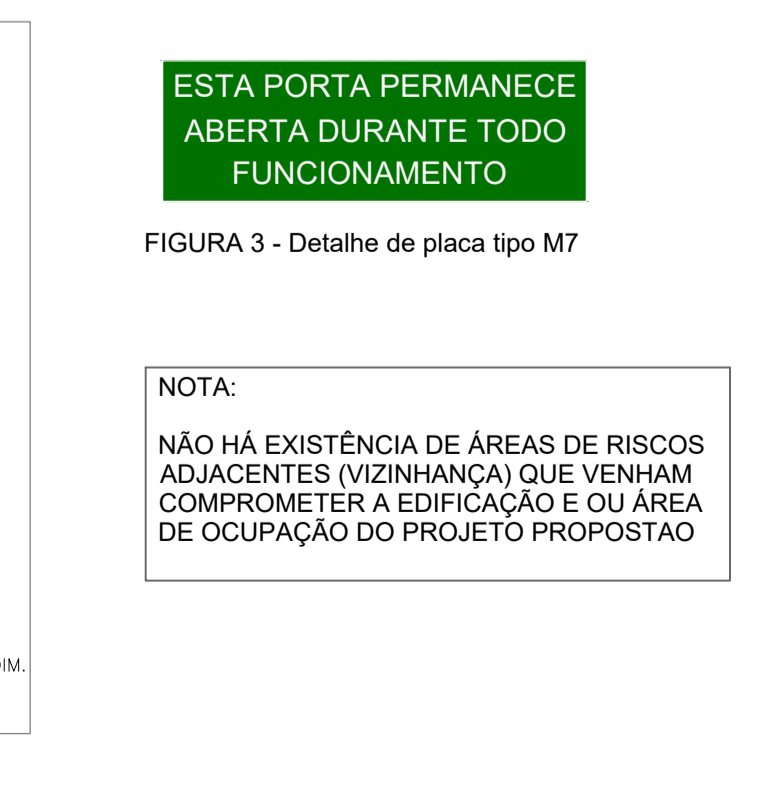 ESTA PORTA PERMANECE
ABERTA DURANTE TODO
FUNCIONAMENTO
FIGURA 3 - Detalhe de placa tipo M7
NOTA:
NÃO HÁ EXISTÊNCIA DE ÁREAS DE RISCOS
ADJACENTES (VIZINHANÇA) QUE VENHAM
COMPROMETER A EDIFICAÇÃO E OU ÁREA
DE OCUPAÇÃO DO PROJETO PROPOSTAO